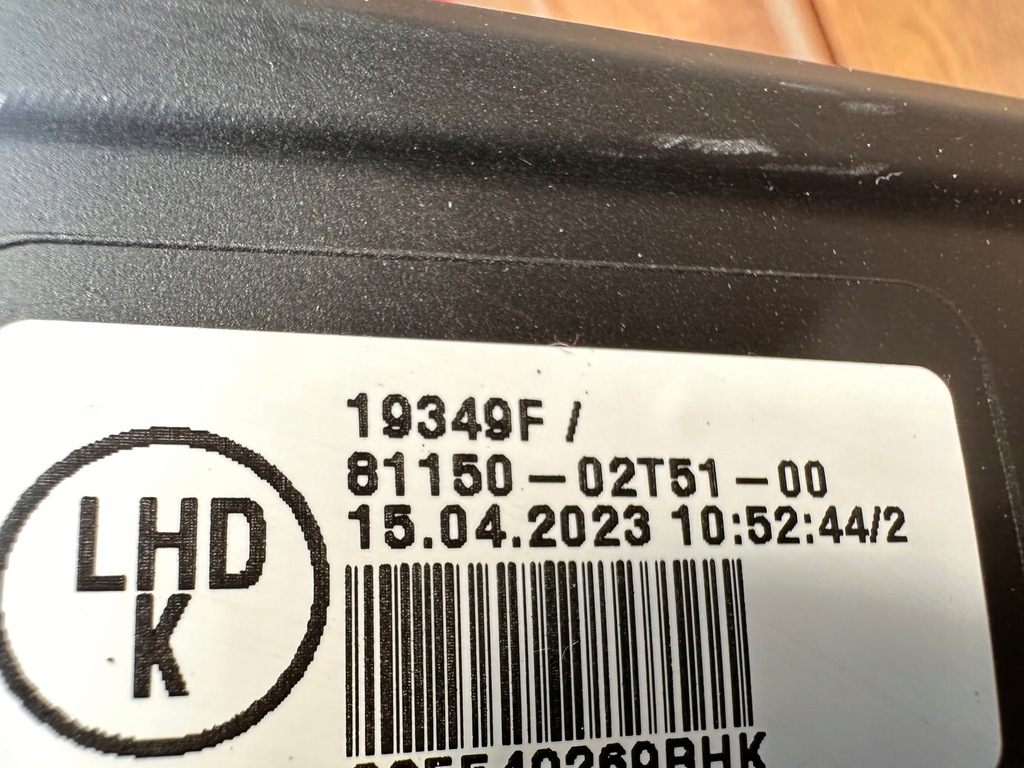 19349F /
81150-02T51-00
15.04.2023 10:52:44/2
LHD
K